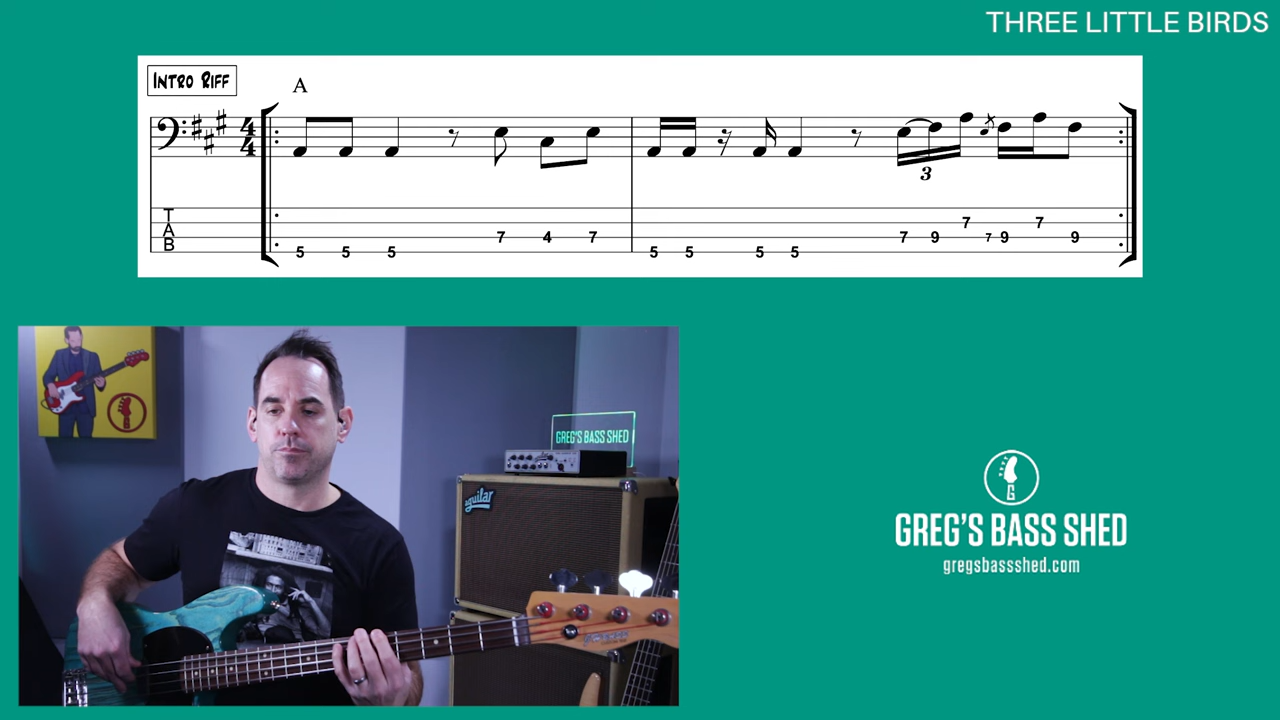 THREE LITTLE BIRDS
INTRO RIFF
A
4
4
3
T
A
B
5 5 5 7 4 7 5 5 5 5 7 9 7 7 9 7 9
GREG'S BASS SHED
aguilar
GREG'S BASS SHED
gregsbassshed.com